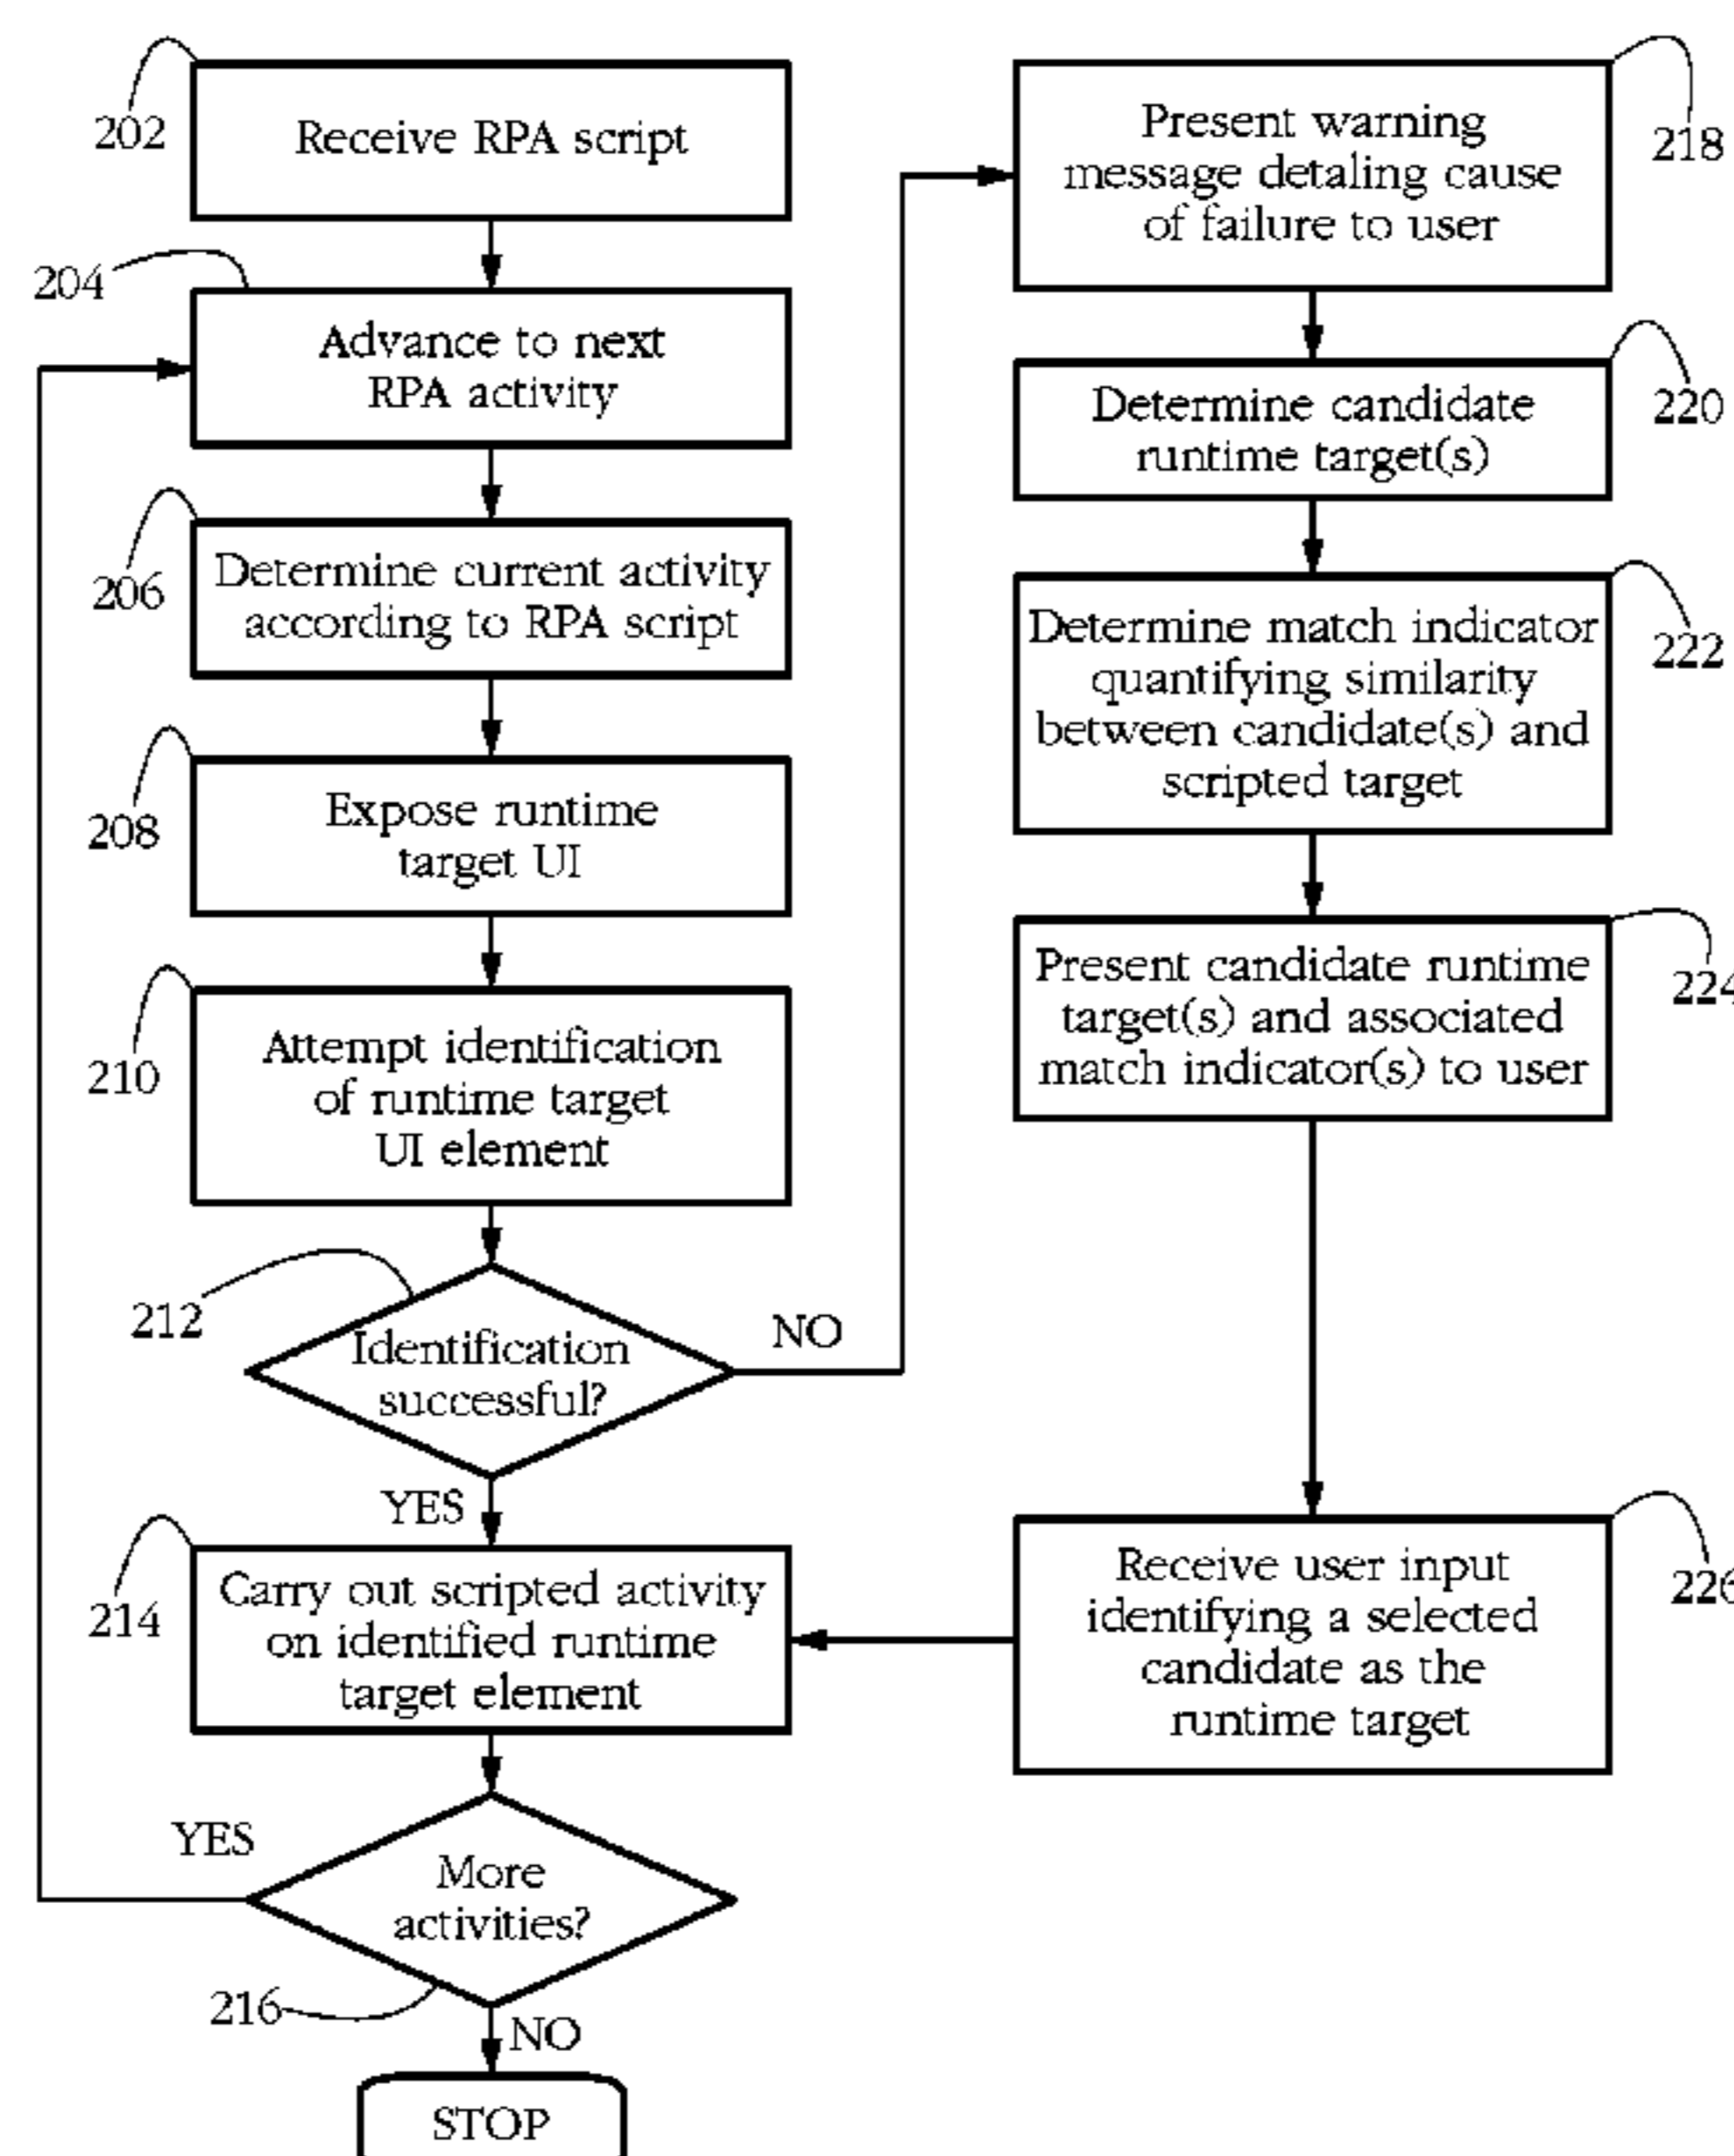 202
Receive RPA script
204
Advance to next
RPA activity
206
Determine current activity
according to RPA script
208
Expose runtime
target UI
210
Attempt identification
of runtime target
UI element
212
Identification
successful?
NO
YES
214
Carry out scripted activity
on identified runtime
target element
YES
More
activities?
216
NO
STOP
218
Present warning
message detaling cause
of failure to user
220
Determine candidate
runtime target(s)
222
Determine match indicator
quantifying similarity
between candidate(s) and
scripted target
224
Present candidate runtime
target(s) and associated
match indicator(s) to user
226
Receive user input
identifying a selected
candidate as the
runtime target